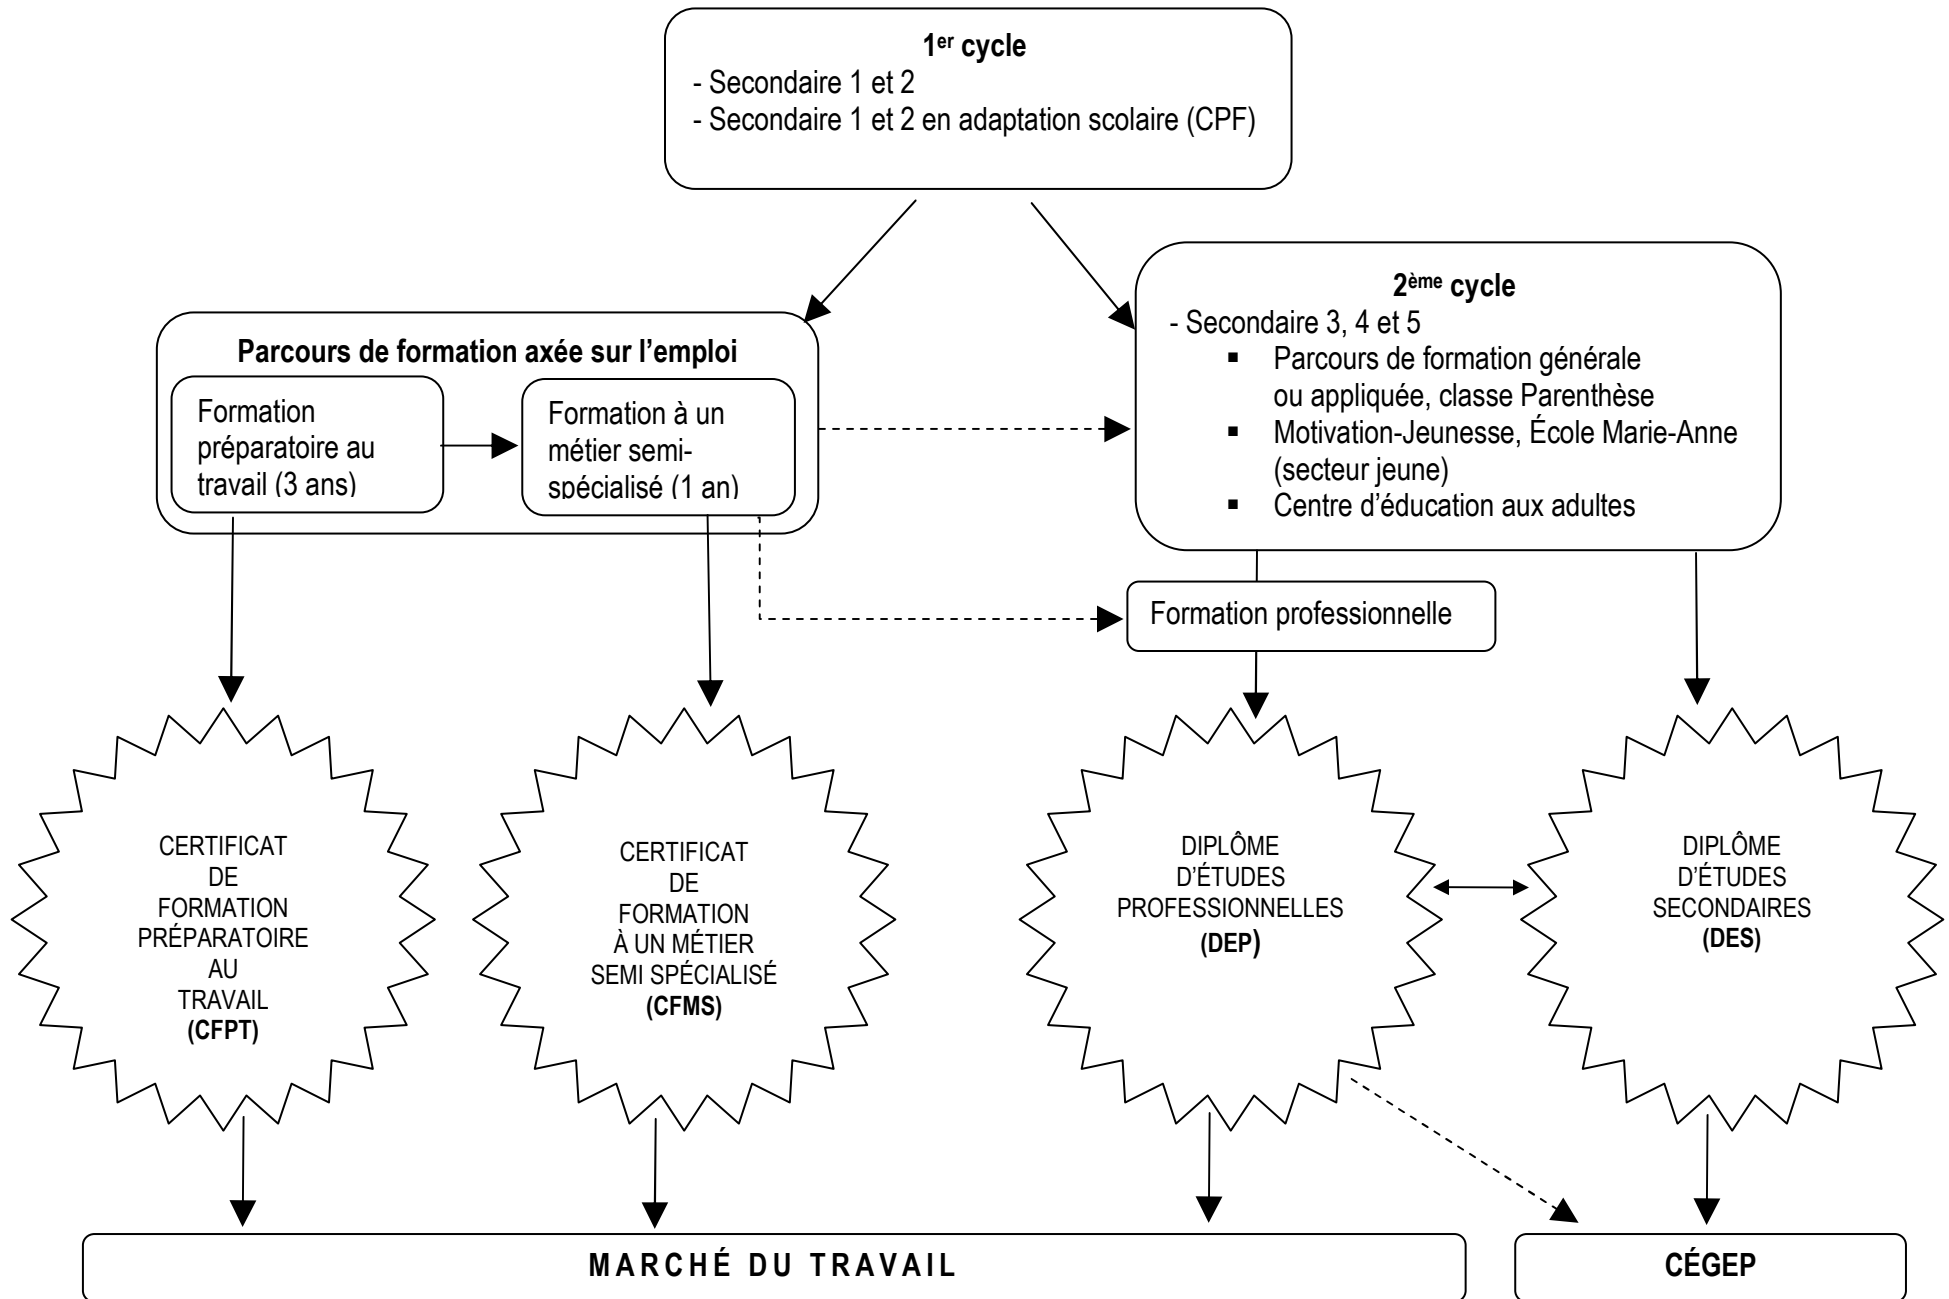 1er cycle
- Secondaire 1 et 2
- Secondaire 1 et 2 en adaptation scolaire (CPF)
Parcours de formation axée sur l'emploi
Formation
préparatoire au
travail (3 ans)
Formation à un
métier semi-
spécialisé (1 an)
2ème cycle
- Secondaire 3, 4 et 5
▪ Parcours de formation générale
ou appliquée, classe Parenthèse
▪ Motivation-Jeunesse, École Marie-Anne
(secteur jeune)
▪ Centre d'éducation aux adultes
Formation professionnelle
CERTIFICAT
DE
FORMATION
PRÉPARATOIRE
AU
TRAVAIL
(CFPT)
CERTIFICAT
DE
FORMATION
À UN MÉTIER
SEMI SPÉCIALISÉ
(CFMS)
DIPLÔME
D'ÉTUDES
PROFESSIONNELLES
(DEP)
DIPLÔME
D'ÉTUDES
SECONDAIRES
(DES)
MARCHÉ DU TRAVAIL
CÉGEP